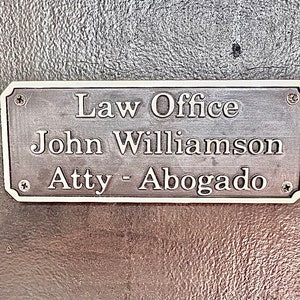 Law Office
John Williamson
Atty - Abogado